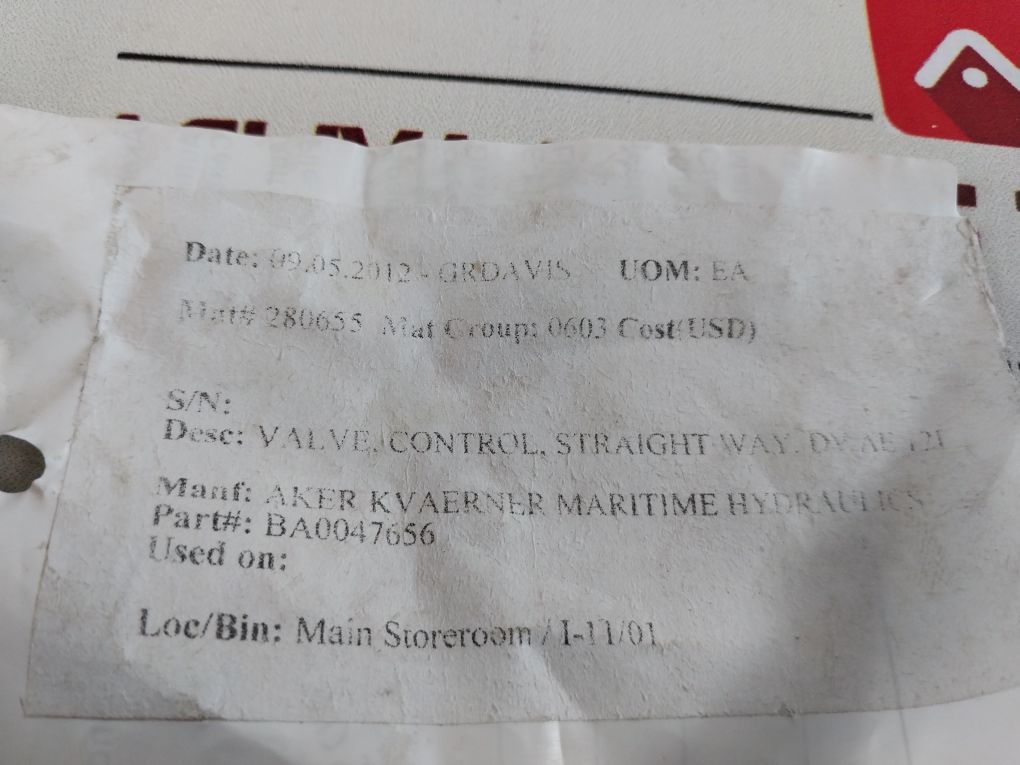 Date: 09.05.2012 - GRDAVIS UOM: EA
Mat# 280655 Mat Group: 0603 Cost(USD)
S/N:
Desc: VALVE, CONTROL, STRAIGHT WAY,
Manf: AKER KVAERNER MARITIME HYDRAULICS
Part#: BA0047656
Used on:
Loc/Bin: Main Storeroom / I-11/01